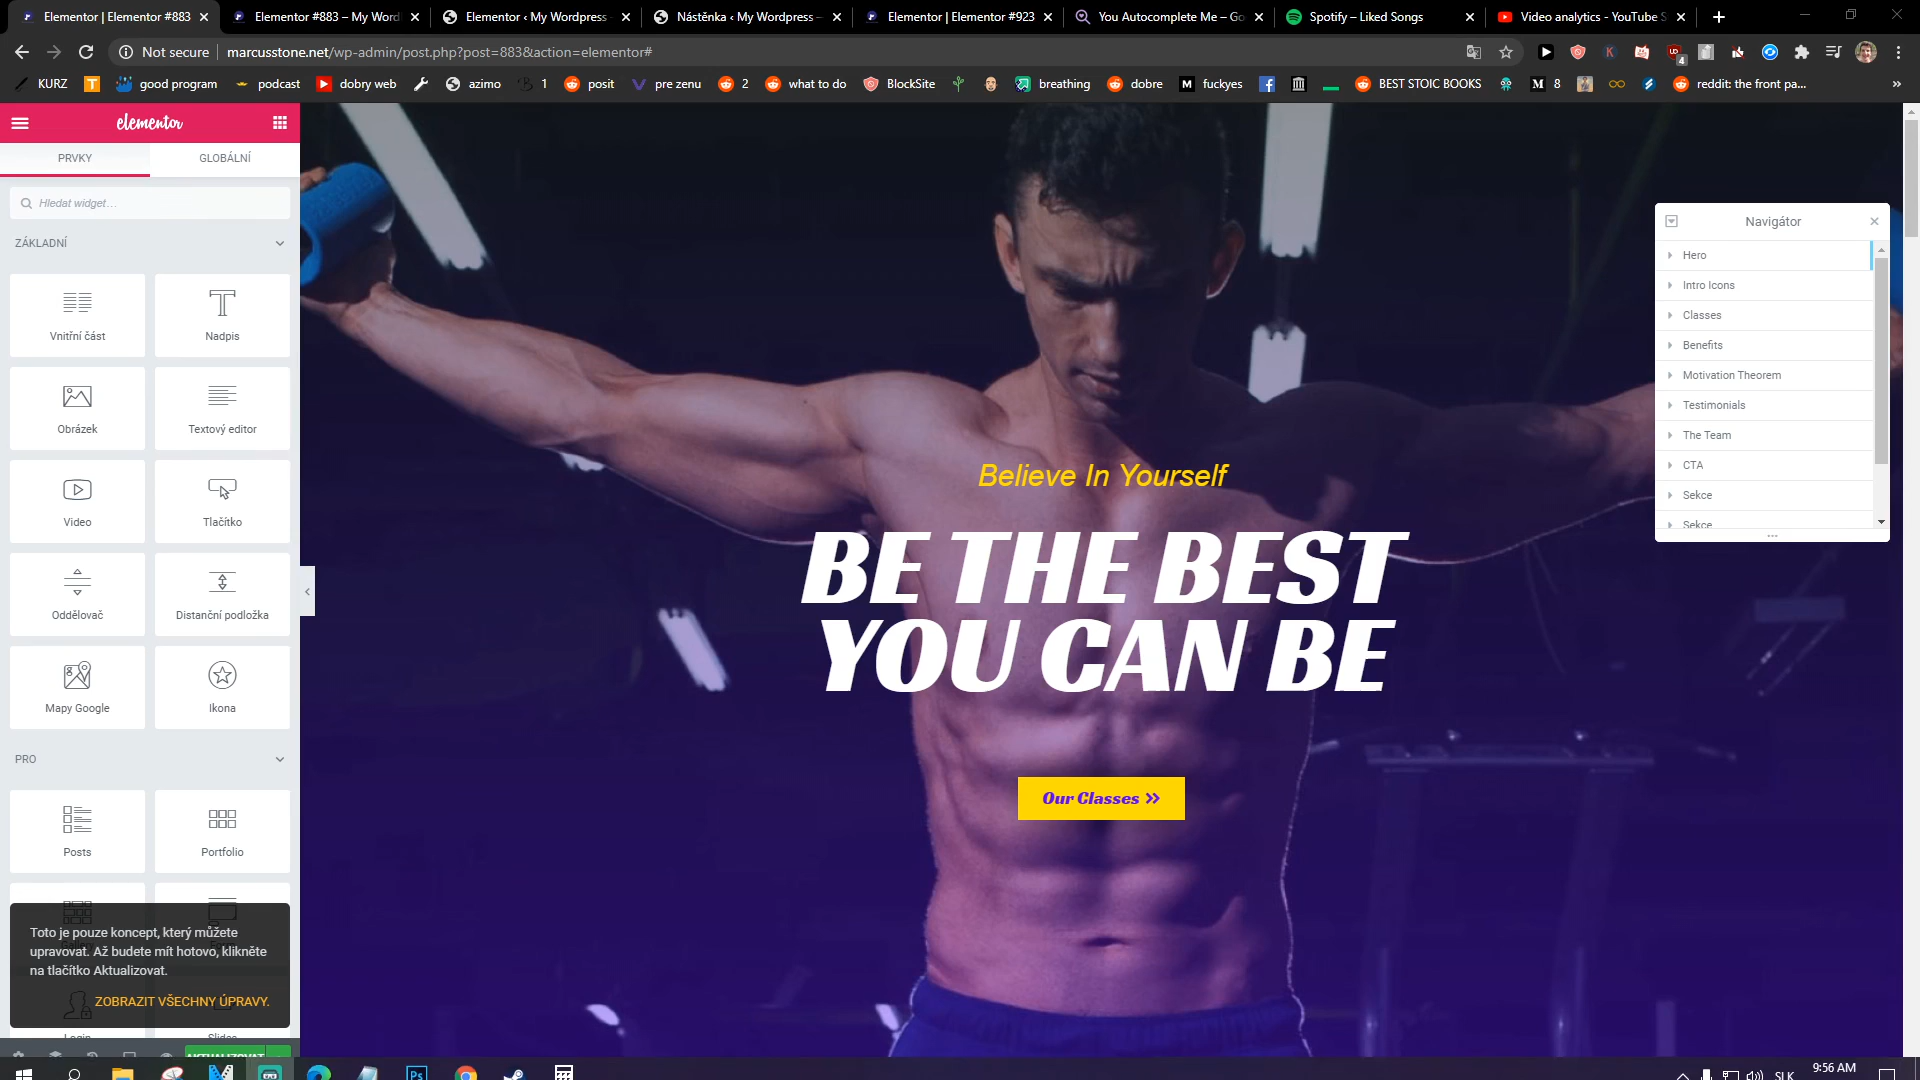 Elementor | Elementor #883
Elementor #883 – My Word
Elementor ‹ My Wordpress
Nástěnka ‹ My Wordpress –
Elementor | Elementor #923
You Autocomplete Me – Go
Spotify – Liked Songs
Video analytics - YouTube S
Not secure
marcusstone.net/wp-admin/post.php?post=883&action=elementor#
4
KURZ
good program
podcast
dobry web
azimo
1
posit
pre zenu
2
what to do
BlockSite
breathing
dobre
fuckyes
BEST STOIC BOOKS
8
reddit: the front pa...
elementor
PRVKY
GLOBÁLNÍ
Hledat widget...
ZÁKLADNÍ
Vnitřní část
Nadpis
Obrázek
Textový editor
Video
Tlačítko
Oddělovač
Distanční podložka
Mapy Google
Ikona
PRO
Posts
Portfolio
Toto je pouze koncept, který můžete
upravovat. Až budete mít hotovo, klikněte
na tlačítko Aktualizovat.
ZOBRAZIT VŠECHNY ÚPRAVY.
Login
Slides
AKTUALIZOVAT
Believe In Yourself
BE THE BEST
YOU CAN BE
Our Classes
Navigátor
Hero
Intro Icons
Classes
Benefits
Motivation Theorem
Testimonials
The Team
CTA
Sekce
Sekce
Ps
SLK
9:56 AM